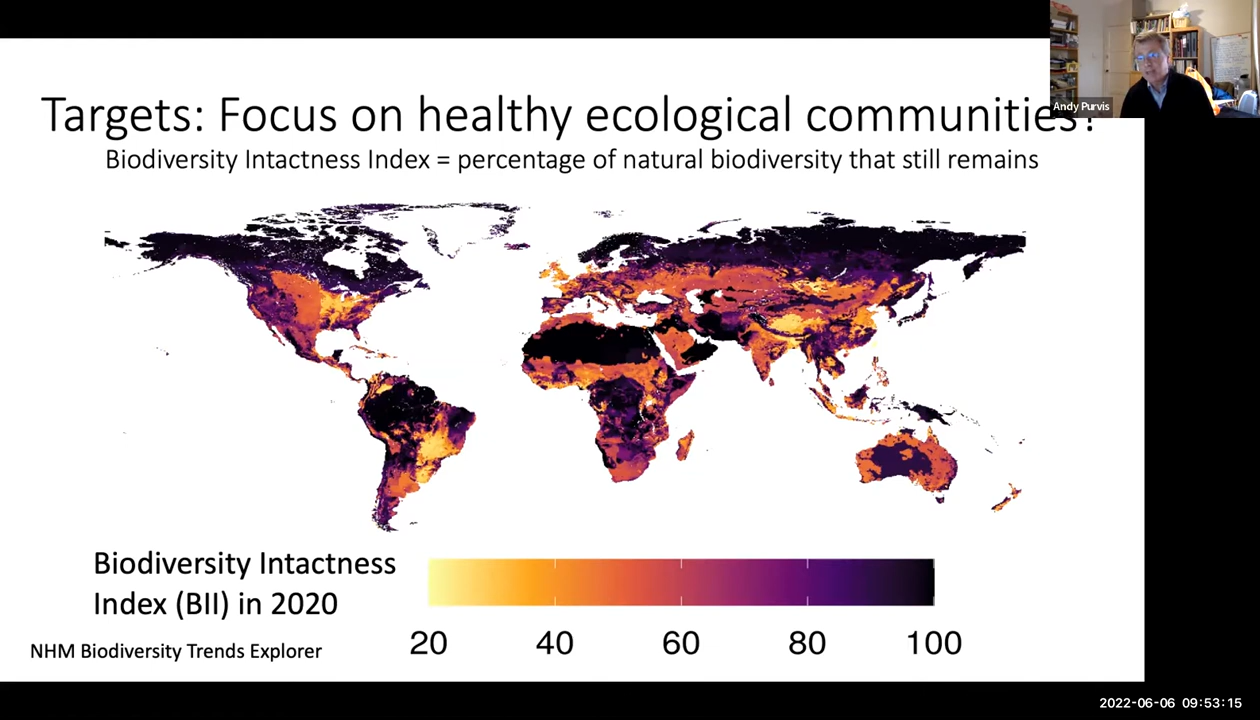 Targets: Focus on healthy ecological communities?
Biodiversity Intactness Index = percentage of natural biodiversity that still remains
Andy Purvis
Biodiversity Intactness
Index (BII) in 2020
20 40 60 80 100
NHM Biodiversity Trends Explorer
2022-06-06 09:53:15